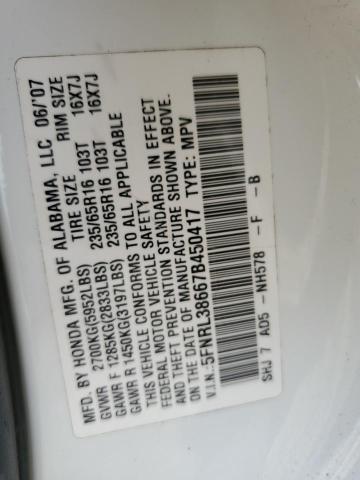 MFD. BY HONDA MFG. OF ALABAMA, LLC 06/'07
TIRE SIZE RIM SIZE
GVWR 2700KG(5952LBS)
GAWR F 1285KG(2833LBS) 235/65R16 103T 16X7J
GAWR R 1450KG(3197LBS) 235/65R16 103T 16X7J
THIS VEHICLE CONFORMS TO ALL APPLICABLE
FEDERAL MOTOR VEHICLE SAFETY
AND THEFT PREVENTION STANDARDS IN EFFECT
ON THE DATE OF MANUFACTURE SHOWN ABOVE.
V.I.N.: 5FNRL38667B450417 TYPE: MPV
SHJ 7 A05 - NH578 - F - B